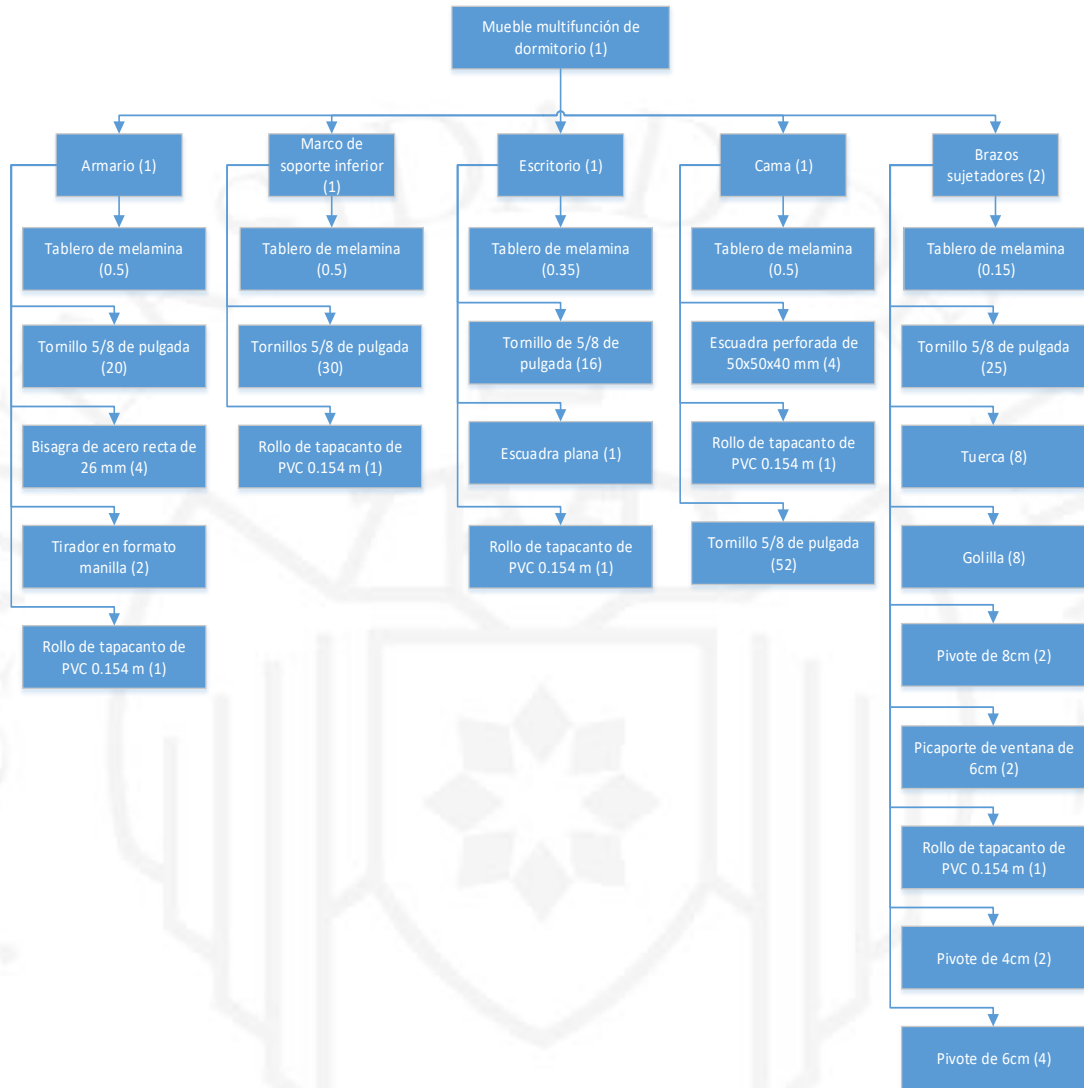 Mueble multifunción de
dormitorio (1)
Armario (1)
Marco de
soporte inferior
(1)
Escritorio (1)
Cama (1)
Brazos
sujetadores (2)
Tablero de melamina
(0.5)
Tablero de melamina
(0.5)
Tablero de melamina
(0.35)
Tablero de melamina
(0.5)
Tablero de melamina
(0.15)
Tornillo 5/8 de pulgada
(20)
Tornillos 5/8 de pulgada
(30)
Tornillo de 5/8 de
pulgada (16)
Escuadra perforada de
50x50x40 mm (4)
Tornillo 5/8 de pulgada
(25)
Bisagra de acero recta de
26 mm (4)
Rollo de tapacanto de
PVC 0.154 m (1)
Escuadra plana (1)
Rollo de tapacanto de
PVC 0.154 m (1)
Tuerca (8)
Tirador en formato
manilla (2)
Rollo de tapacanto de
PVC 0.154 m (1)
Tornillo 5/8 de pulgada
(52)
Golilla (8)
Rollo de tapacanto de
PVC 0.154 m (1)
Pivote de 8cm (2)
Picaporte de ventana de
6cm (2)
Rollo de tapacanto de
PVC 0.154 m (1)
Pivote de 4cm (2)
Pivote de 6cm (4)